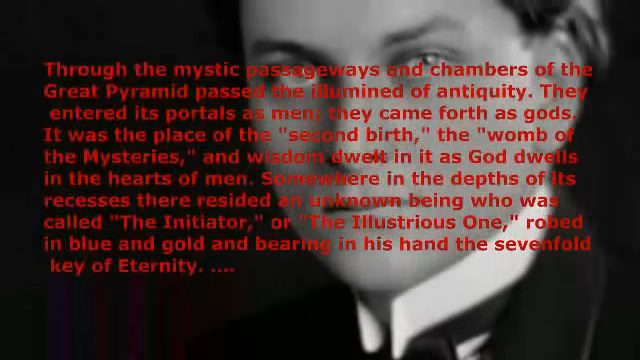 Through the mystic passageways and chambers of the
Great Pyramid passed the illumined of antiquity. They
entered its portals as men; they came forth as gods.
It was the place of the "second birth," the "womb of
the Mysteries," and wisdom dwelt in it as God dwells
in the hearts of men. Somewhere in the depths of its
recesses there resided an unknown being who was
called "The Initiator," or "The Illustrious One," robed
in blue and gold and bearing in his hand the sevenfold
key of Eternity. ....